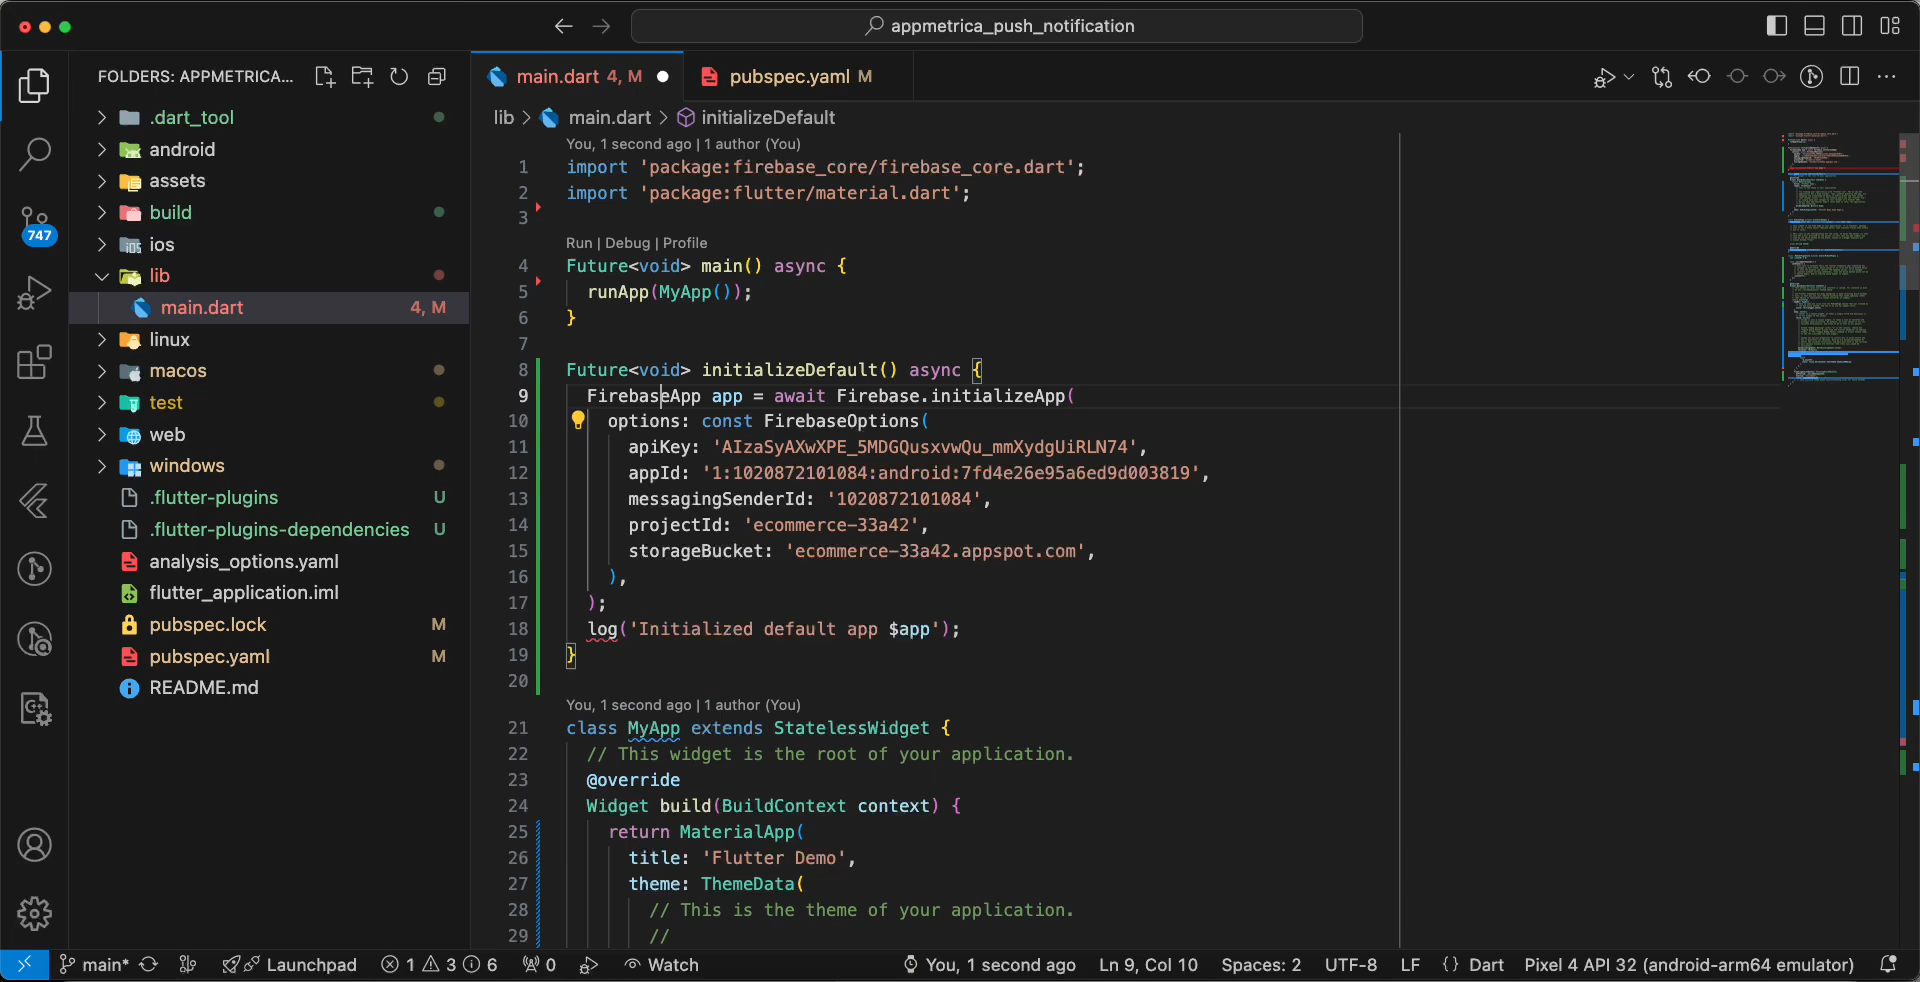 appmetrica_push_notification
FOLDERS: APPMETRICA...
.dart_tool
android
assets
build
ios
lib
main.dart 4, M
linux
macos
test
web
windows
.flutter-plugins U
.flutter-plugins-dependencies U
analysis_options.yaml
flutter_application.iml
pubspec.lock M
pubspec.yaml M
README.md
747
main.dart 4, M
pubspec.yaml M
lib > main.dart > initializeDefault
You, 1 second ago | 1 author (You)
1 import 'package:firebase_core/firebase_core.dart';
2 import 'package:flutter/material.dart';
3
Run | Debug | Profile
4 Future<void> main() async {
5 runApp(MyApp());
6 }
7
8 Future<void> initializeDefault() async {
9 FirebaseApp app = await Firebase.initializeApp(
10 options: const FirebaseOptions(
11 apiKey: 'AIzaSyAXwXPE_5MDGQusxvwQu_mmXydgUiRLN74',
12 appId: '1:1020872101084:android:7fd4e26e95a6ed9d003819',
13 messagingSenderId: '1020872101084',
14 projectId: 'ecommerce-33a42',
15 storageBucket: 'ecommerce-33a42.appspot.com',
16 ),
17 );
18 log('Initialized default app $app');
19 }
20
You, 1 second ago | 1 author (You)
21 class MyApp extends StatelessWidget {
22 // This widget is the root of your application.
23 @override
24 Widget build(BuildContext context) {
25 return MaterialApp(
26 title: 'Flutter Demo',
27 theme: ThemeData(
28 // This is the theme of your application.
29 //
main* Launchpad 1 3 6 0 Watch You, 1 second ago Ln 9, Col 10 Spaces: 2 UTF-8 LF {} Dart Pixel 4 API 32 (android-arm64 emulator)